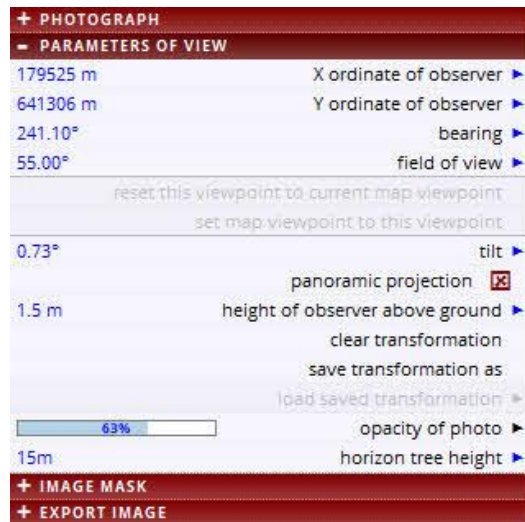 + PHOTOGRAPH
- PARAMETERS OF VIEW
179525 m X ordinate of observer ►
641306 m Y ordinate of observer ►
241.10° bearing ►
55.00° field of view ►
reset this viewpoint to current map viewpoint
set map viewpoint to this viewpoint
0.73° tilt ►
panoramic projection
1.5 m height of observer above ground ►
clear transformation
save transformation as
load saved transformation ►
63% opacity of photo ►
15m horizon tree height ►
+ IMAGE MASK
+ EXPORT IMAGE